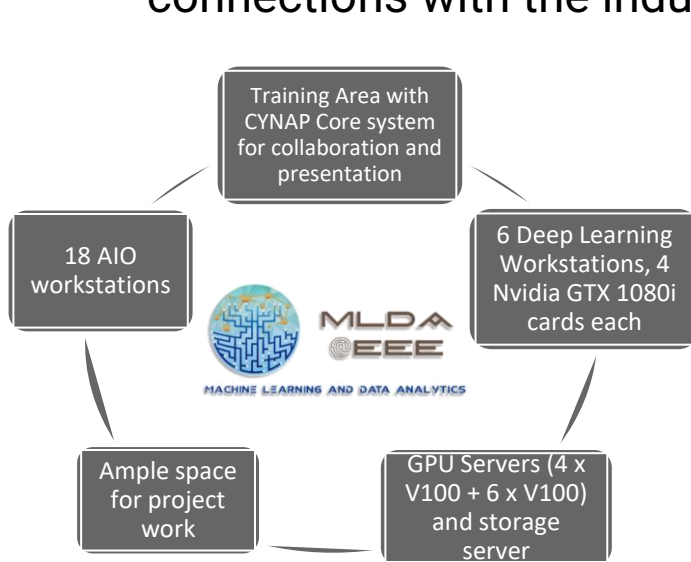 connections with the indu
Training Area with
CYNAP Core system
for collaboration and
presentation
18 AIO
workstations
6 Deep Learning
Workstations, 4
Nvidia GTX 1080i
cards each
MLDA
@EEE
MACHINE LEARNING AND DATA ANALYTICS
Ample space
for project
work
GPU Servers (4 x
V100 + 6 x V100)
and storage
server